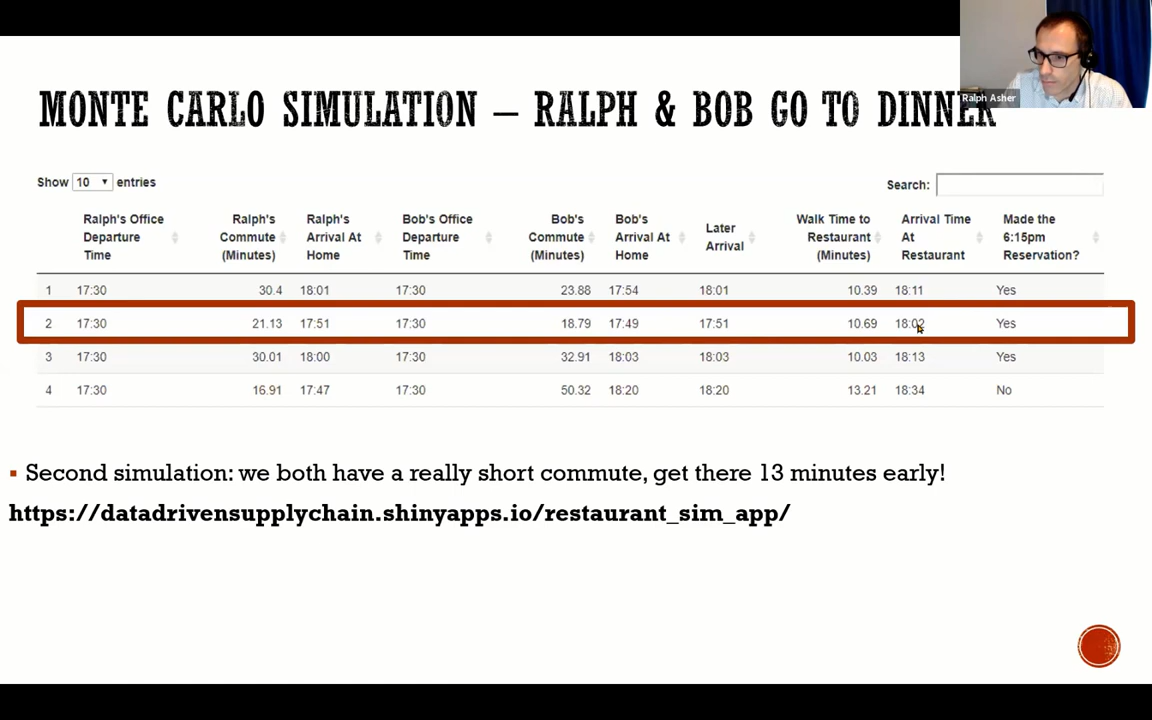 Ralph Asher
MONTE CARLO SIMULATION – RALPH & BOB GO TO DINNER
Show 10 entries
Search:
Ralph's Office Departure Time Ralph's Commute (Minutes) Ralph's Arrival At Home Bob's Office Departure Time Bob's Commute (Minutes) Bob's Arrival At Home Later Arrival Walk Time to Restaurant (Minutes) Arrival Time At Restaurant Made the 6:15pm Reservation?
1 17:30 30.4 18:01 17:30 23.88 17:54 18:01 10.39 18:11 Yes
2 17:30 21.13 17:51 17:30 18.79 17:49 17:51 10.69 18:02 Yes
3 17:30 30.01 18:00 17:30 32.91 18:03 18:03 10.03 18:13 Yes
4 17:30 16.91 17:47 17:30 50.32 18:20 18:20 13.21 18:34 No
Second simulation: we both have a really short commute, get there 13 minutes early!
https://datadrivensupplychain.shinyapps.io/restaurant_sim_app/